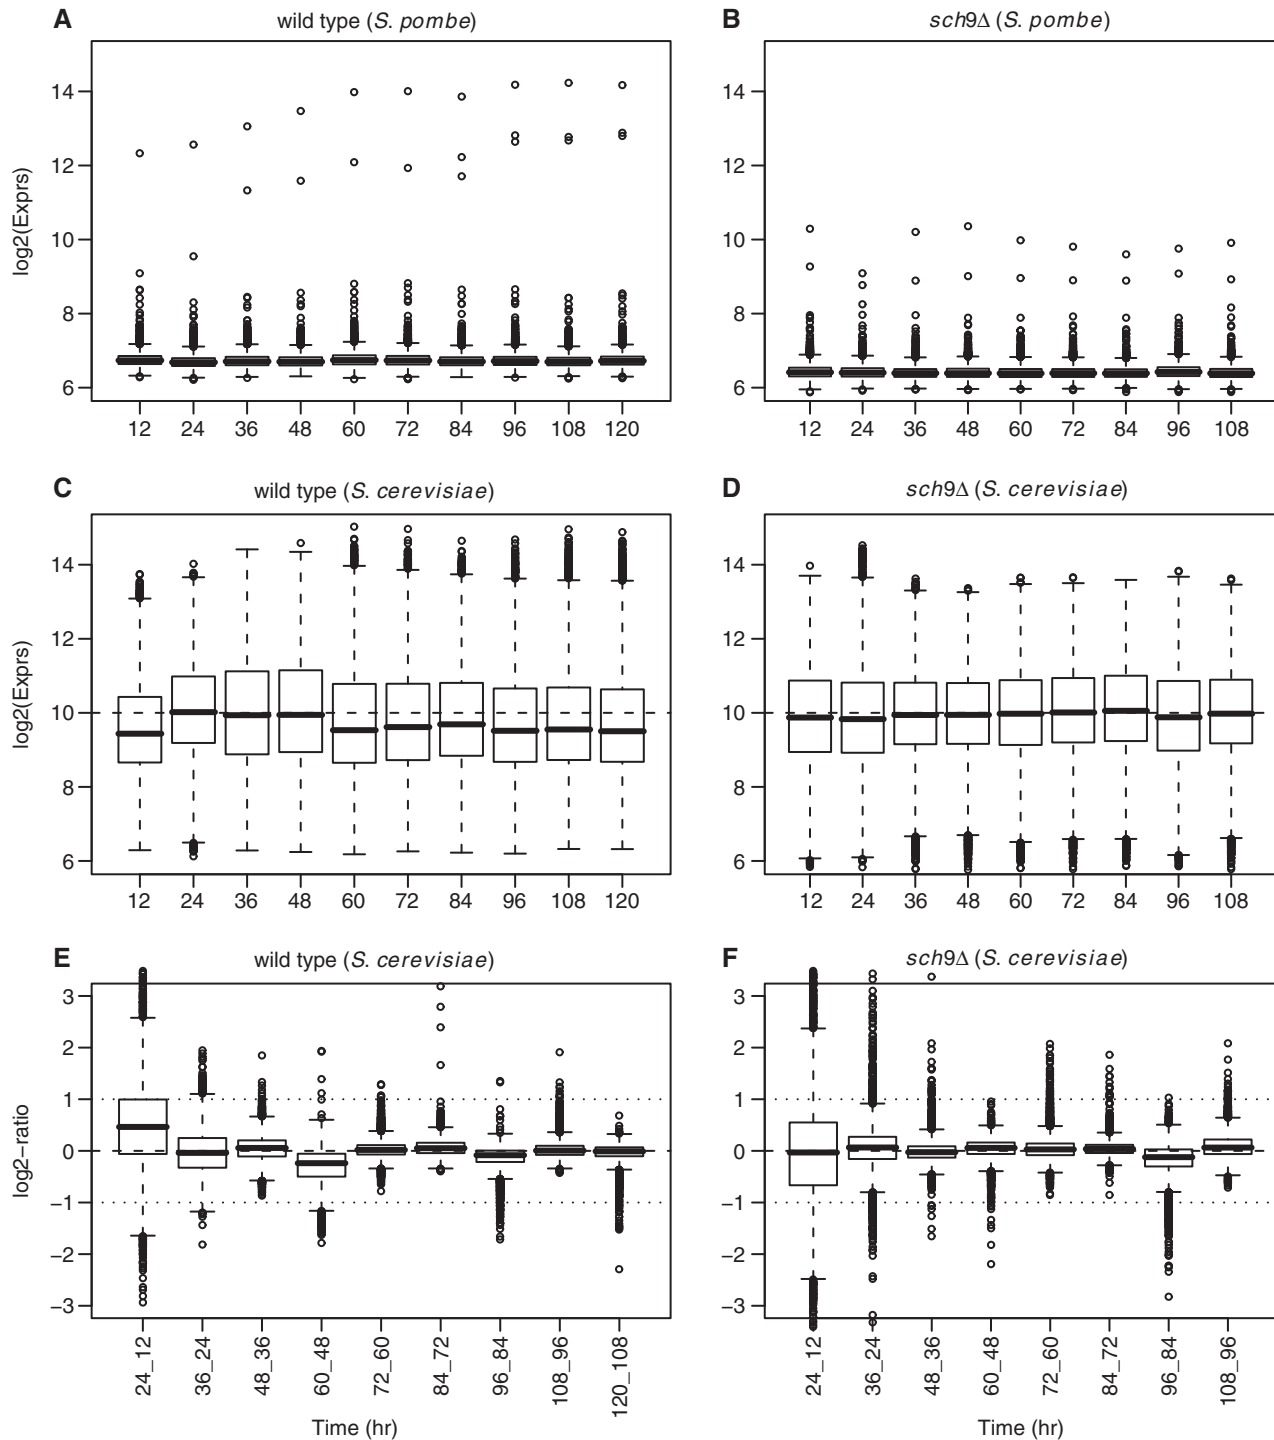 A wild type (S. pombe)
B sch9Δ (S. pombe)
log2(Exprs)
14
12
10
8
6
12 24 36 48 60 72 84 96 108 120
14
12
10
8
6
12 24 36 48 60 72 84 96 108
C wild type (S. cerevisiae)
D sch9Δ (S. cerevisiae)
log2(Exprs)
14
12
10
8
6
12 24 36 48 60 72 84 96 108 120
14
12
10
8
6
12 24 36 48 60 72 84 96 108
E wild type (S. cerevisiae)
F sch9Δ (S. cerevisiae)
log2−ratio
3
2
1
0
−1
−2
−3
24_12 36_24 48_36 60_48 72_60 84_72 96_84 108_96 120_108
Time (hr)
3
2
1
0
−1
−2
−3
24_12 36_24 48_36 60_48 72_60 84_72 96_84 108_96
Time (hr)